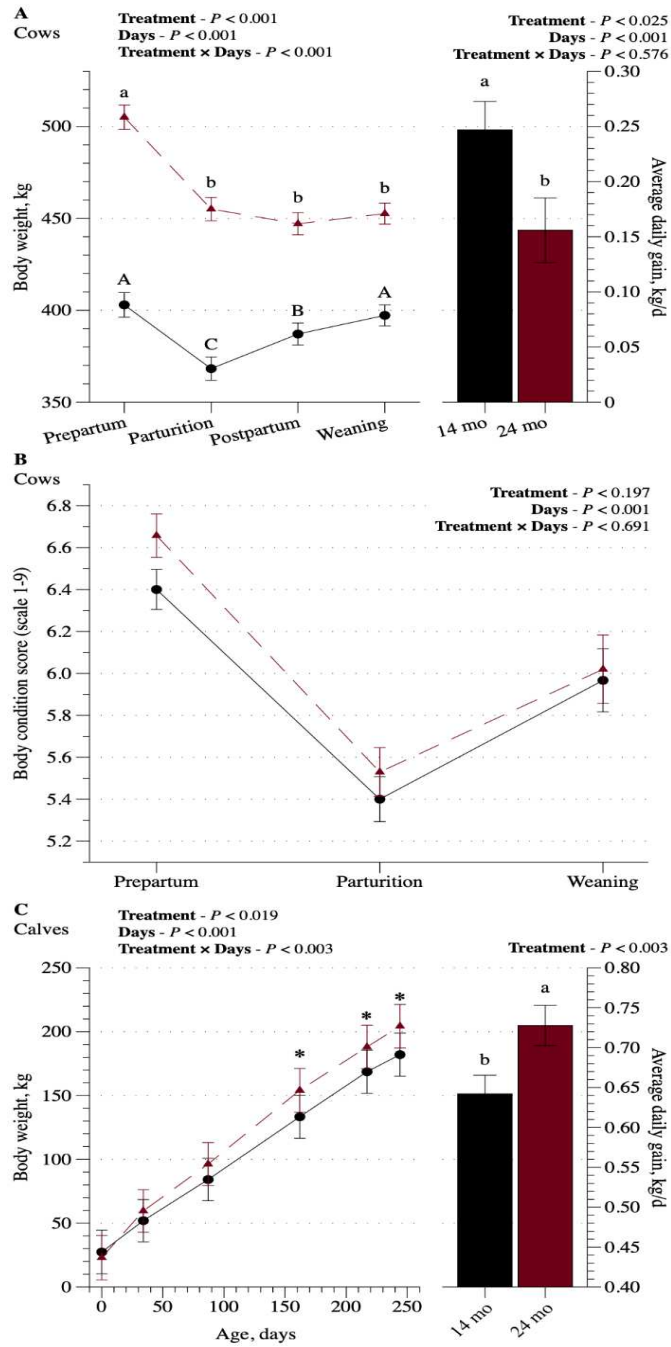 A
Cows
Treatment - P < 0.001
Days - P < 0.001
Treatment × Days - P < 0.001
Treatment - P < 0.025
Days - P < 0.001
Treatment × Days - P < 0.576
Body weight, kg
500
450
400
350
a
b
b
b
A
C
B
A
Prepartum
Parturition
Postpartum
Weaning
a
b
0.30
0.25
0.20
0.15
0.10
0.05
0
Average daily gain, kg/d
14 mo
24 mo
B
Cows
Treatment - P < 0.197
Days - P < 0.001
Treatment × Days - P < 0.691
Body condition score (scale 1-9)
6.8
6.6
6.4
6.2
6.0
5.8
5.6
5.4
5.2
Prepartum
Parturition
Weaning
C
Calves
Treatment - P < 0.019
Days - P < 0.001
Treatment × Days - P < 0.003
Treatment - P < 0.003
Body weight, kg
250
200
150
100
50
0
*
*
*
0
50
100
150
200
250
Age, days
b
a
0.80
0.75
0.70
0.65
0.60
0.55
0.50
0.45
0.40
Average daily gain, kg/d
14 mo
24 mo